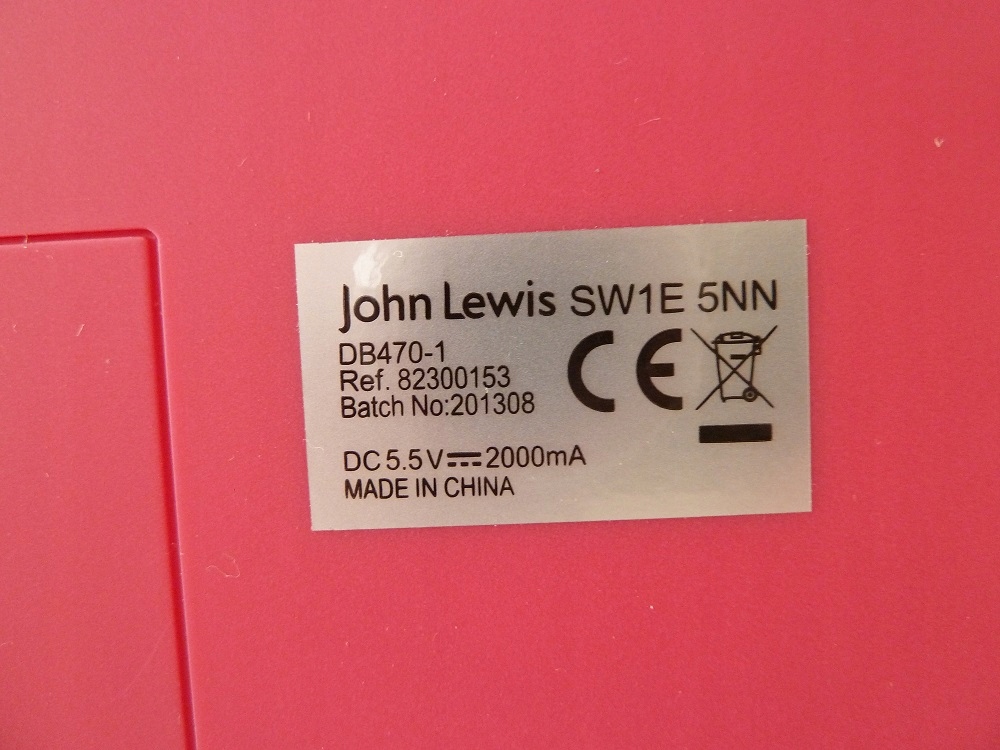 John Lewis SW1E 5NN
DB470-1
Ref. 82300153
Batch No:201308
CE
DC 5.5V⎓2000mA
MADE IN CHINA